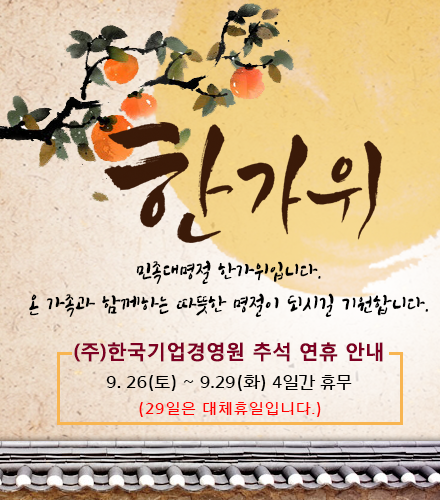 한가위
민족대명절 한가위입니다.
온 가족과 함께하는 따뜻한 명절이 되시길 기원합니다.
(주)한국기업경영원 추석 연휴 안내
9. 26(토) ~ 9.29(화) 4일간 휴무
(29일은 대체휴일입니다.)